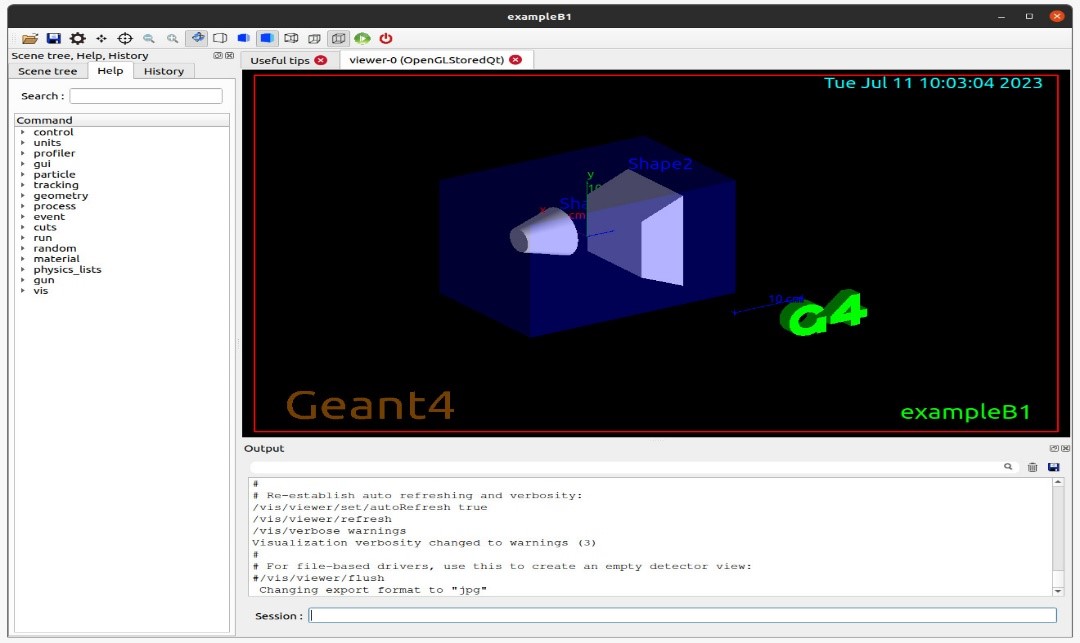 exampleB1
Scene tree, Help, History
Scene tree
Help
History
Search :
Command
control
units
profiler
gui
particle
tracking
geometry
process
event
cuts
run
random
material
physics_lists
gun
vis
Useful tips
viewer-0 (OpenGLStoredQt)
Tue Jul 11 10:03:04 2023
Shape2
y
x
cm
10 cm
G4
Geant4
exampleB1
Output
#
# Re-establish auto refreshing and verbosity:
/vis/viewer/set/autoRefresh true
/vis/viewer/refresh
/vis/verbose warnings
Visualization verbosity changed to warnings (3)
#
# For file-based drivers, use this to create an empty detector view:
#/vis/viewer/flush
Changing export format to "jpg"
Session :